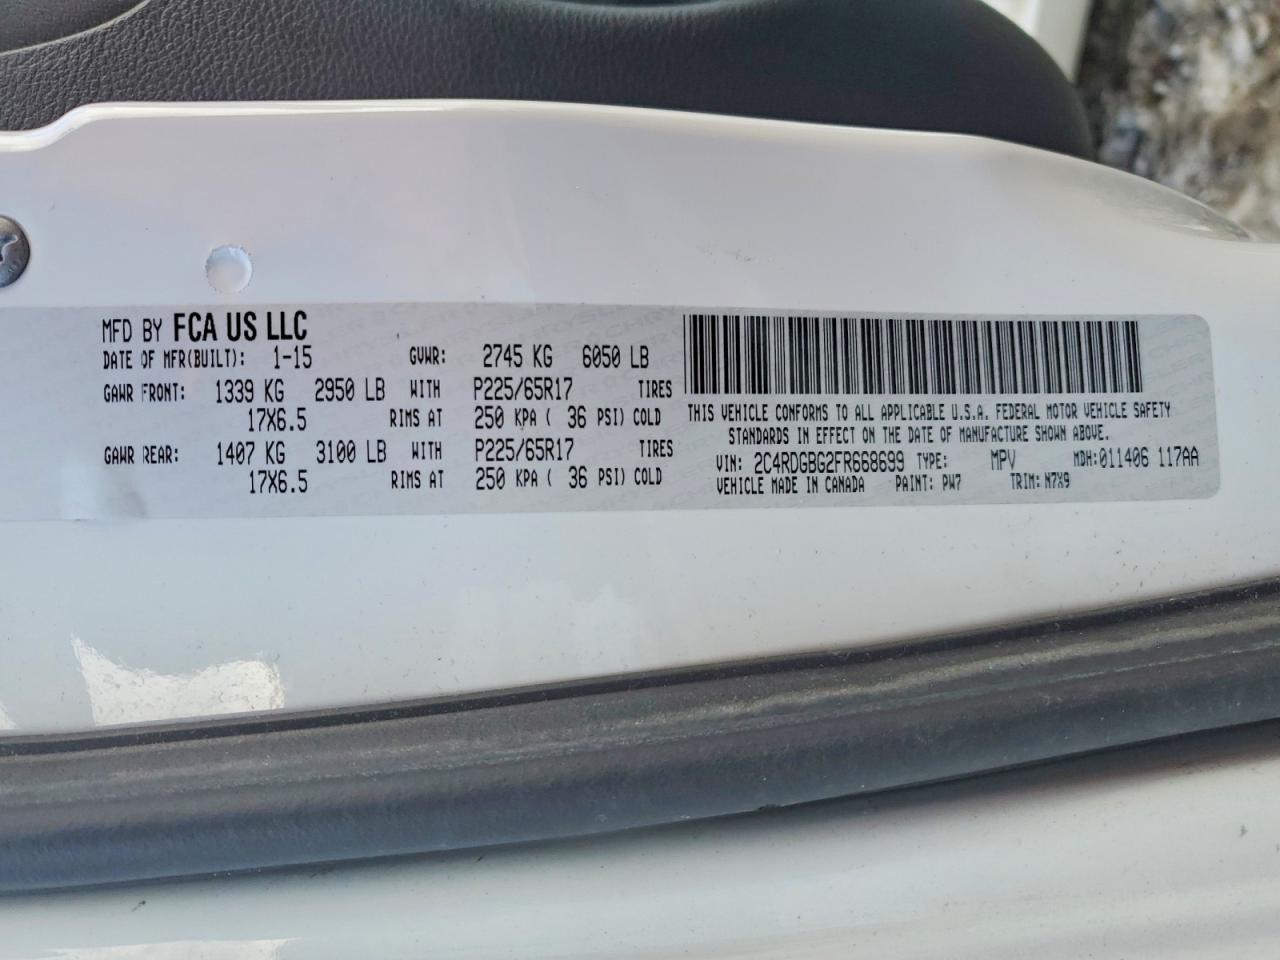 MFD BY FCA US LLC
DATE OF MFR(BUILT): 1-15 GVWR: 2745 KG 6050 LB
GAWR FRONT: 1339 KG 2950 LB WITH P225/65R17 TIRES
17X6.5 RIMS AT 250 KPA ( 36 PSI) COLD
GAWR REAR: 1407 KG 3100 LB WITH P225/65R17 TIRES
17X6.5 RIMS AT 250 KPA ( 36 PSI) COLD
THIS VEHICLE CONFORMS TO ALL APPLICABLE U.S.A. FEDERAL MOTOR VEHICLE SAFETY
STANDARDS IN EFFECT ON THE DATE OF MANUFACTURE SHOWN ABOVE.
VIN: 2C4RDGBG2FR668699 TYPE: MPV MDH:011406 117AA
VEHICLE MADE IN CANADA PAINT: PW7 TRIM: N7X9